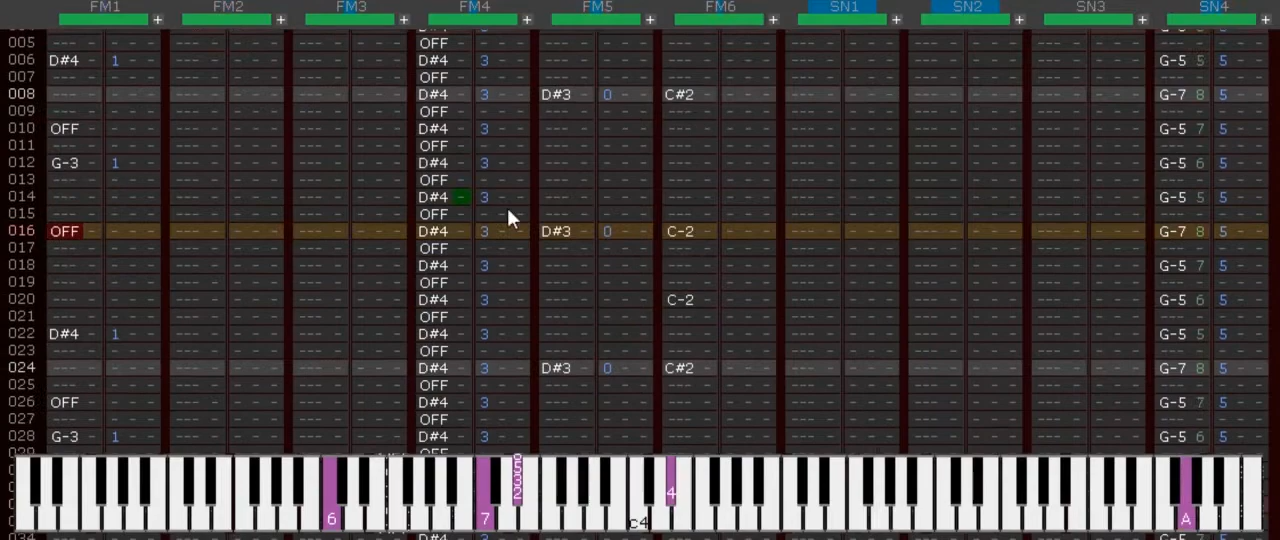 FM1 FM2 FM3 FM4 FM5 FM6 SN1 SN2 SN3 SN4
+ + + + + + + + + +
005 --- - - - - OFF
006 D#4 - 1 - - D#4 - 3 - - G-5 5 5 - -
007 OFF
008 D#4 - 3 - - D#3 - 0 - - C#2 - G-7 8 5 - -
009 OFF
010 OFF D#4 - 3 - - G-5 7 5 - -
011 OFF
012 G-3 - 1 - - D#4 - 3 - - G-5 6 5 - -
013 OFF
014 D#4 - 3 - - G-5 5 5 - -
015 OFF
016 OFF D#4 - 3 - - D#3 - 0 - - C-2 - G-7 8 5 - -
017 OFF
018 D#4 - 3 - - G-5 7 5 - -
019 OFF
020 D#4 - 3 - - C-2 - G-5 6 5 - -
021 OFF
022 D#4 - 1 - - D#4 - 3 - - G-5 5 5 - -
023 OFF
024 D#4 - 3 - - D#3 - 0 - - C#2 - G-7 8 5 - -
025 OFF
026 OFF D#4 - 3 - - G-5 7 5 - -
027 OFF
028 G-3 - 1 - - D#4 - 3 - - G-5 6 5 - -
6 7 4 c4 A